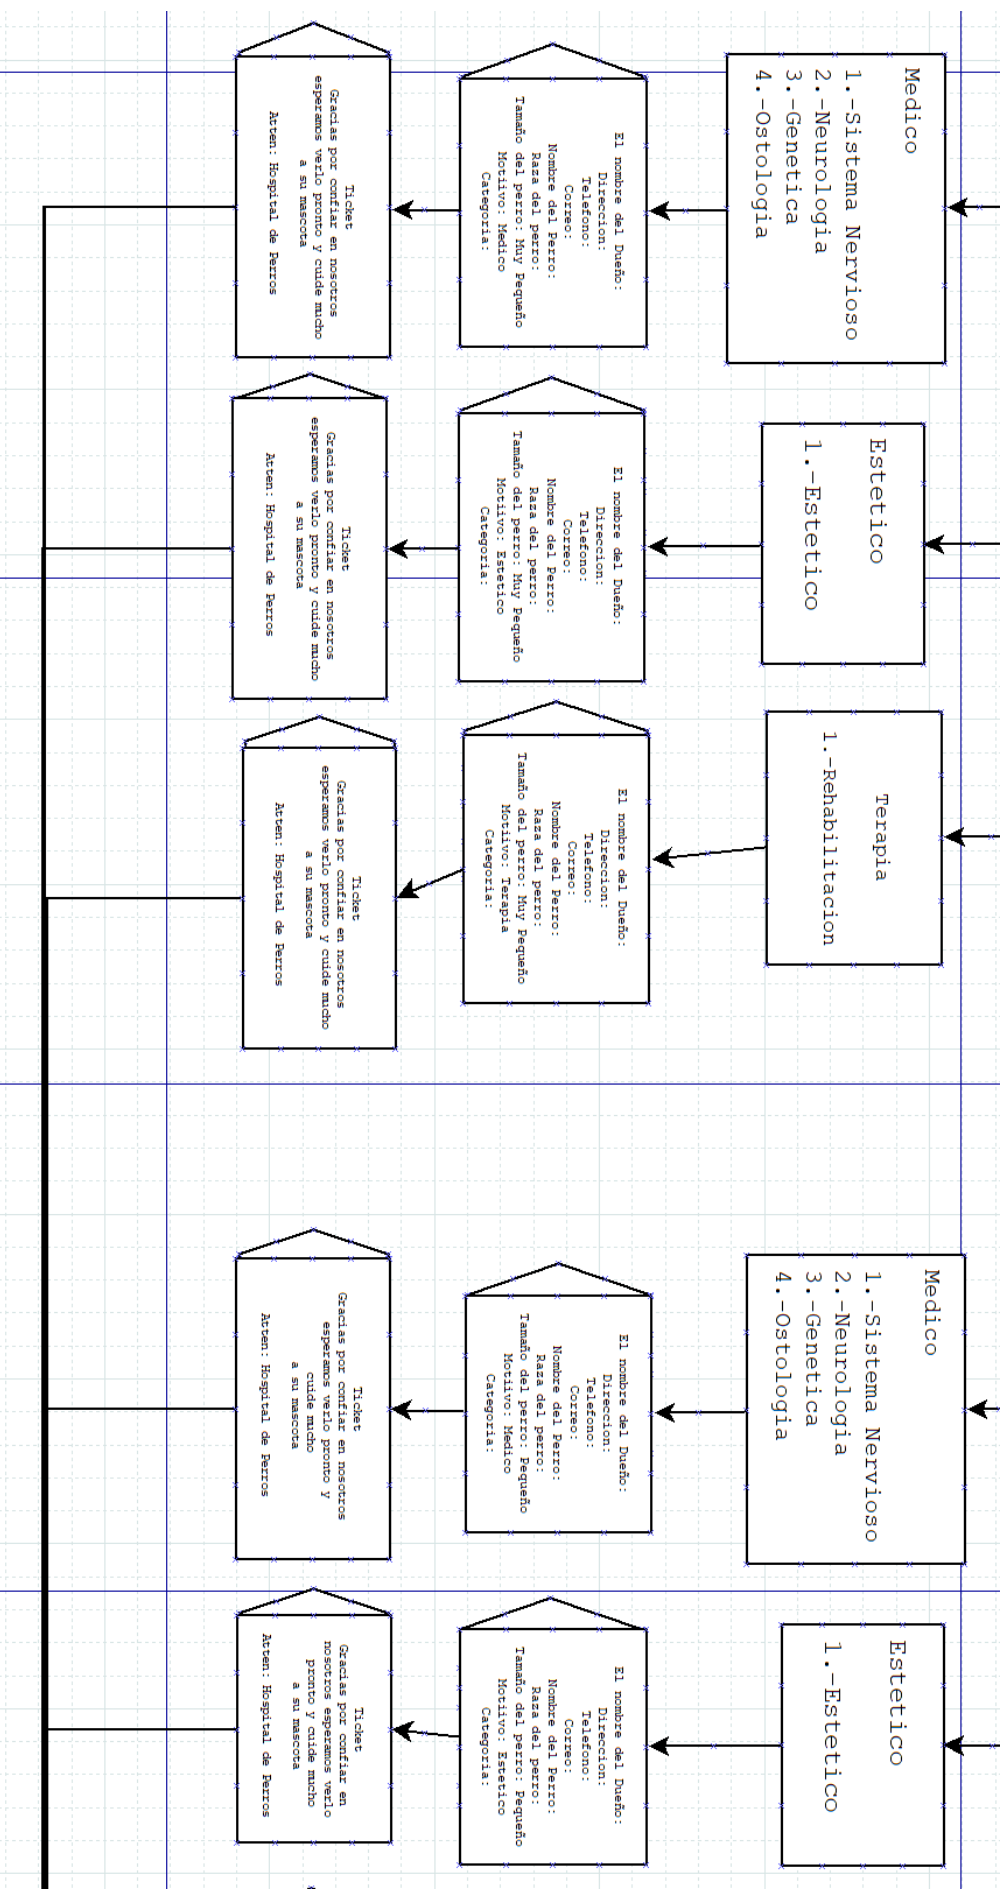 Medico
1.-Sistema Nervioso
2.-Neurologia
3.-Genetica
4.-Ostologia
El nombre del Dueño:
Direccion:
Telefono:
Correo:
Nombre del Perro:
Raza del perro:
Tamaño del perro: Muy Pequeño
Motiivo: Medico
Categoria:
Ticket
Gracias por confiar en nosotros
esperamos verlo pronto y cuide mucho
a su mascota
Atten: Hospital de Perros
Estetico
1.-Estetico
El nombre del Dueño:
Direccion:
Telefono:
Correo:
Nombre del Perro:
Raza del perro:
Tamaño del perro: Muy Pequeño
Motiivo: Estetico
Categoria:
Ticket
Gracias por confiar en nosotros
esperamos verlo pronto y cuide mucho
a su mascota
Atten: Hospital de Perros
Terapia
1.-Rehabilitacion
El nombre del Dueño:
Direccion:
Telefono:
Correo:
Nombre del Perro:
Raza del perro:
Tamaño del perro: Muy Pequeño
Motiivo: Terapia
Categoria:
Ticket
Gracias por confiar en nosotros
esperamos verlo pronto y cuide mucho
a su mascota
Atten: Hospital de Perros
Medico
1.-Sistema Nervioso
2.-Neurologia
3.-Genetica
4.-Ostologia
El nombre del Dueño:
Direccion:
Telefono:
Correo:
Nombre del Perro:
Raza del perro:
Tamaño del perro: Pequeño
Motiivo: Medico
Categoria:
Ticket
Gracias por confiar en nosotros
esperamos verlo pronto y
cuide mucho
a su mascota
Atten: Hospital de Perros
Estetico
1.-Estetico
El nombre del Dueño:
Direccion:
Telefono:
Correo:
Nombre del Perro:
Raza del perro:
Tamaño del perro: Pequeño
Motiivo: Estetico
Categoria:
Ticket
Gracias por confiar en
nosotros esperamos verlo
pronto y cuide mucho
a su mascota
Atten: Hospital de Perros